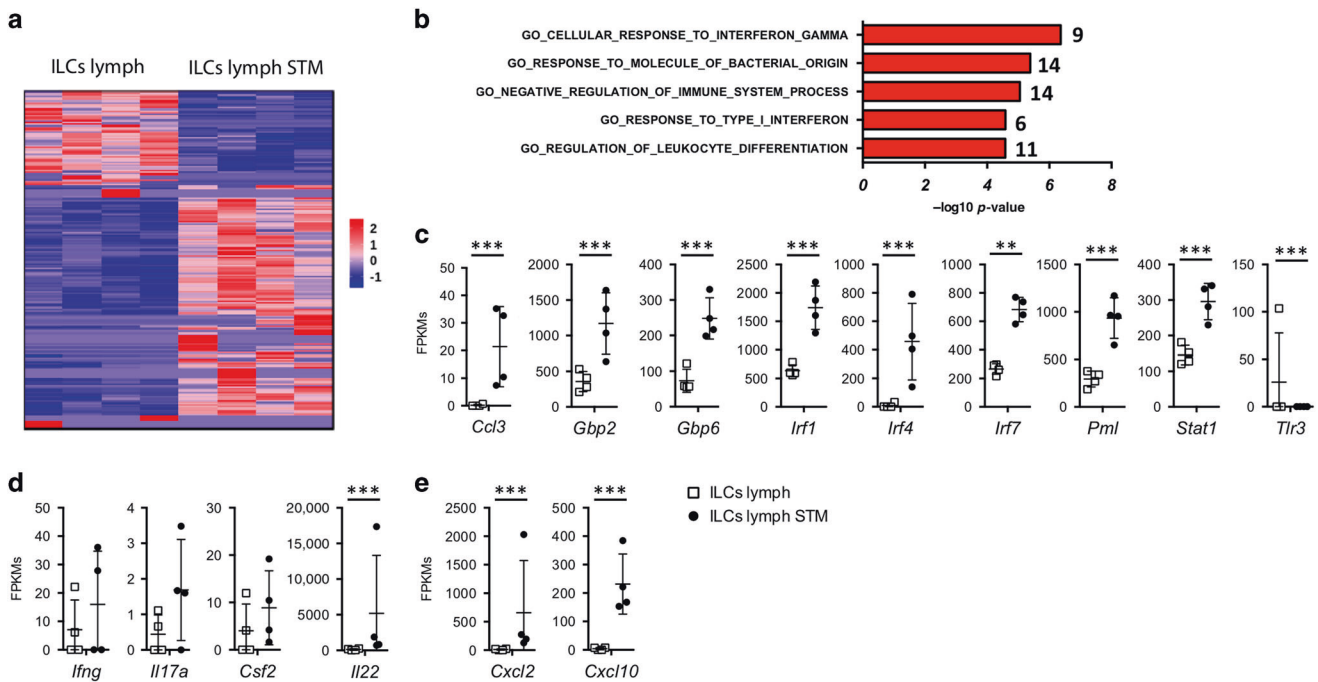 a
ILCs lymph
ILCs lymph STM
2
1
0
-1
b
GO_CELLULAR_RESPONSE_TO_INTERFERON_GAMMA
9
GO_RESPONSE_TO_MOLECULE_OF_BACTERIAL_ORIGIN
14
GO_NEGATIVE_REGULATION_OF_IMMUNE_SYSTEM_PROCESS
14
GO_RESPONSE_TO_TYPE_I_INTERFERON
6
GO_REGULATION_OF_LEUKOCYTE_DIFFERENTIATION
11
0 2 4 6 8
–log10 p-value
c
FPKMs
***
50
40
30
20
10
0
Ccl3
***
2000
1500
1000
500
0
Gbp2
***
400
300
200
100
0
Gbp6
***
2500
2000
1500
1000
500
0
Irf1
***
1000
800
600
400
200
0
Irf4
**
1000
800
600
400
200
0
Irf7
***
1500
1000
500
0
Pml
***
400
300
200
100
0
Stat1
***
150
100
50
0
Tlr3
d
FPKMs
50
40
30
20
10
0
Ifng
4
3
2
1
0
Il17a
30
20
10
0
Csf2
***
20,000
15,000
10,000
5000
0
Il22
e
FPKMs
***
2500
2000
1500
1000
500
0
Cxcl2
***
500
400
300
200
100
0
Cxcl10
ILCs lymph
ILCs lymph STM